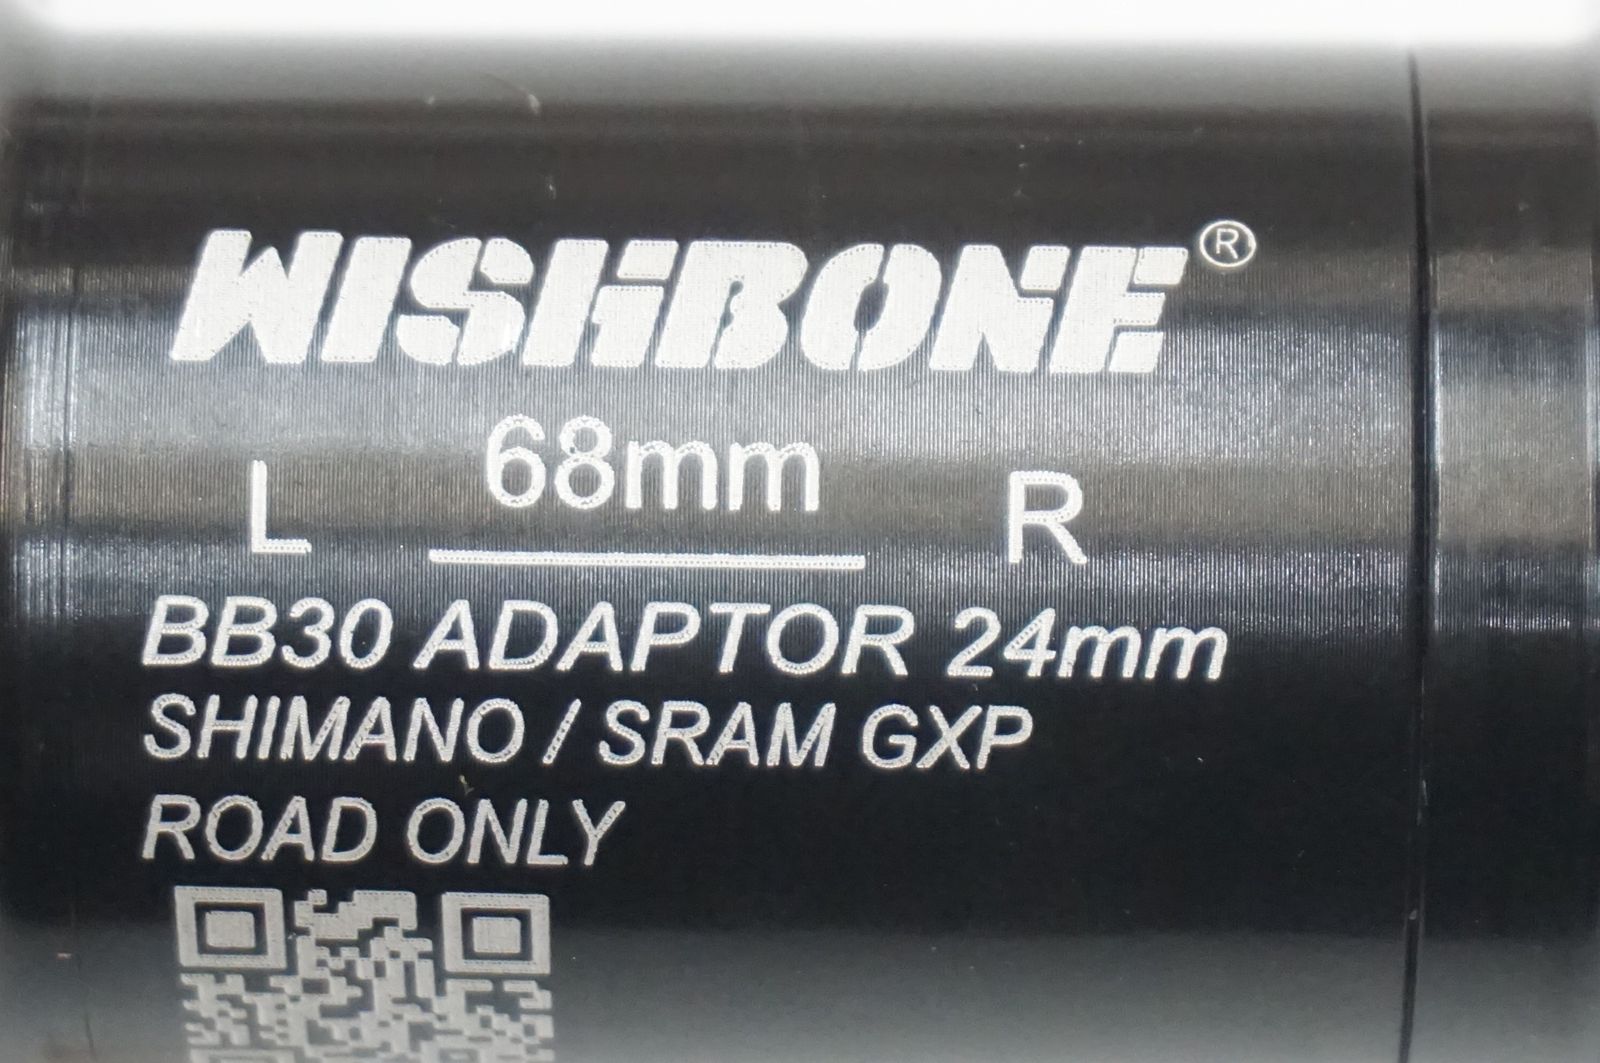 WISHBONE®
68mm
L R
BB30 ADAPTOR 24mm
SHIMANO / SRAM GXP
ROAD ONLY